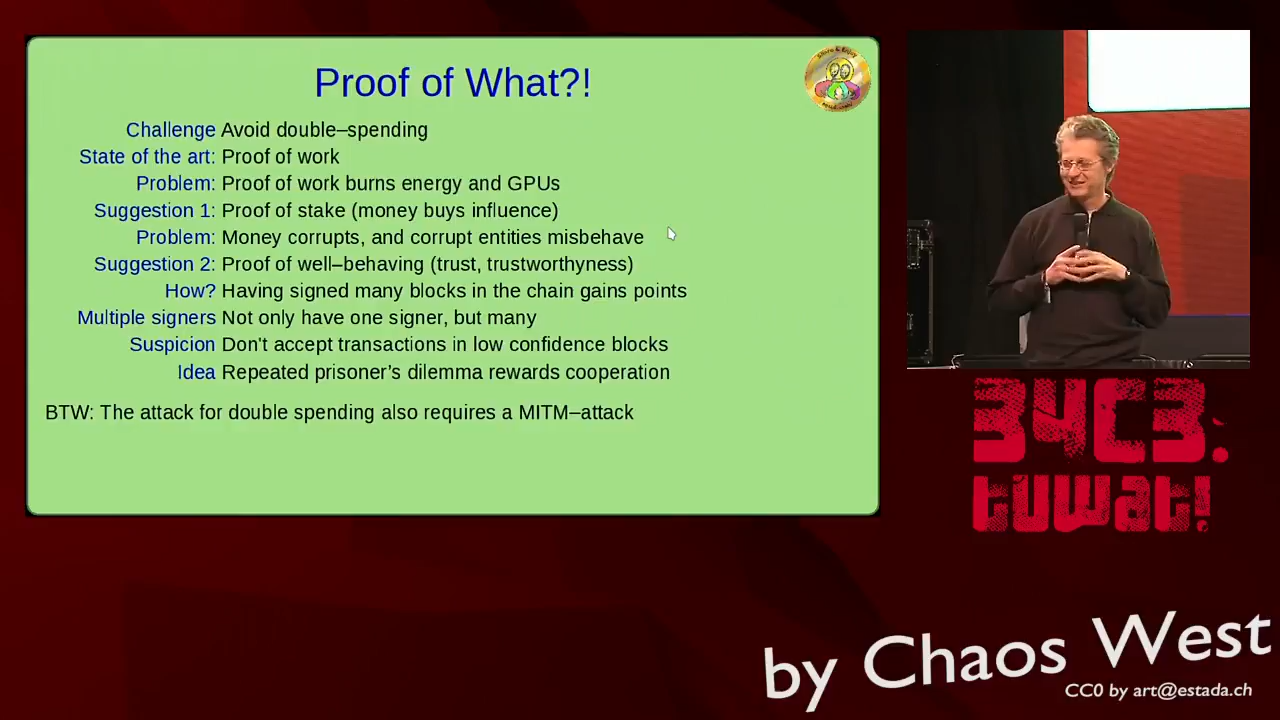 Proof of What?!
Challenge Avoid double–spending
State of the art: Proof of work
Problem: Proof of work burns energy and GPUs
Suggestion 1: Proof of stake (money buys influence)
Problem: Money corrupts, and corrupt entities misbehave
Suggestion 2: Proof of well–behaving (trust, trustworthyness)
How? Having signed many blocks in the chain gains points
Multiple signers Not only have one signer, but many
Suspicion Don't accept transactions in low confidence blocks
Idea Repeated prisoner's dilemma rewards cooperation
BTW: The attack for double spending also requires a MITM–attack
34C3:
tuwat!
by Chaos West
CC0 by art@estada.ch